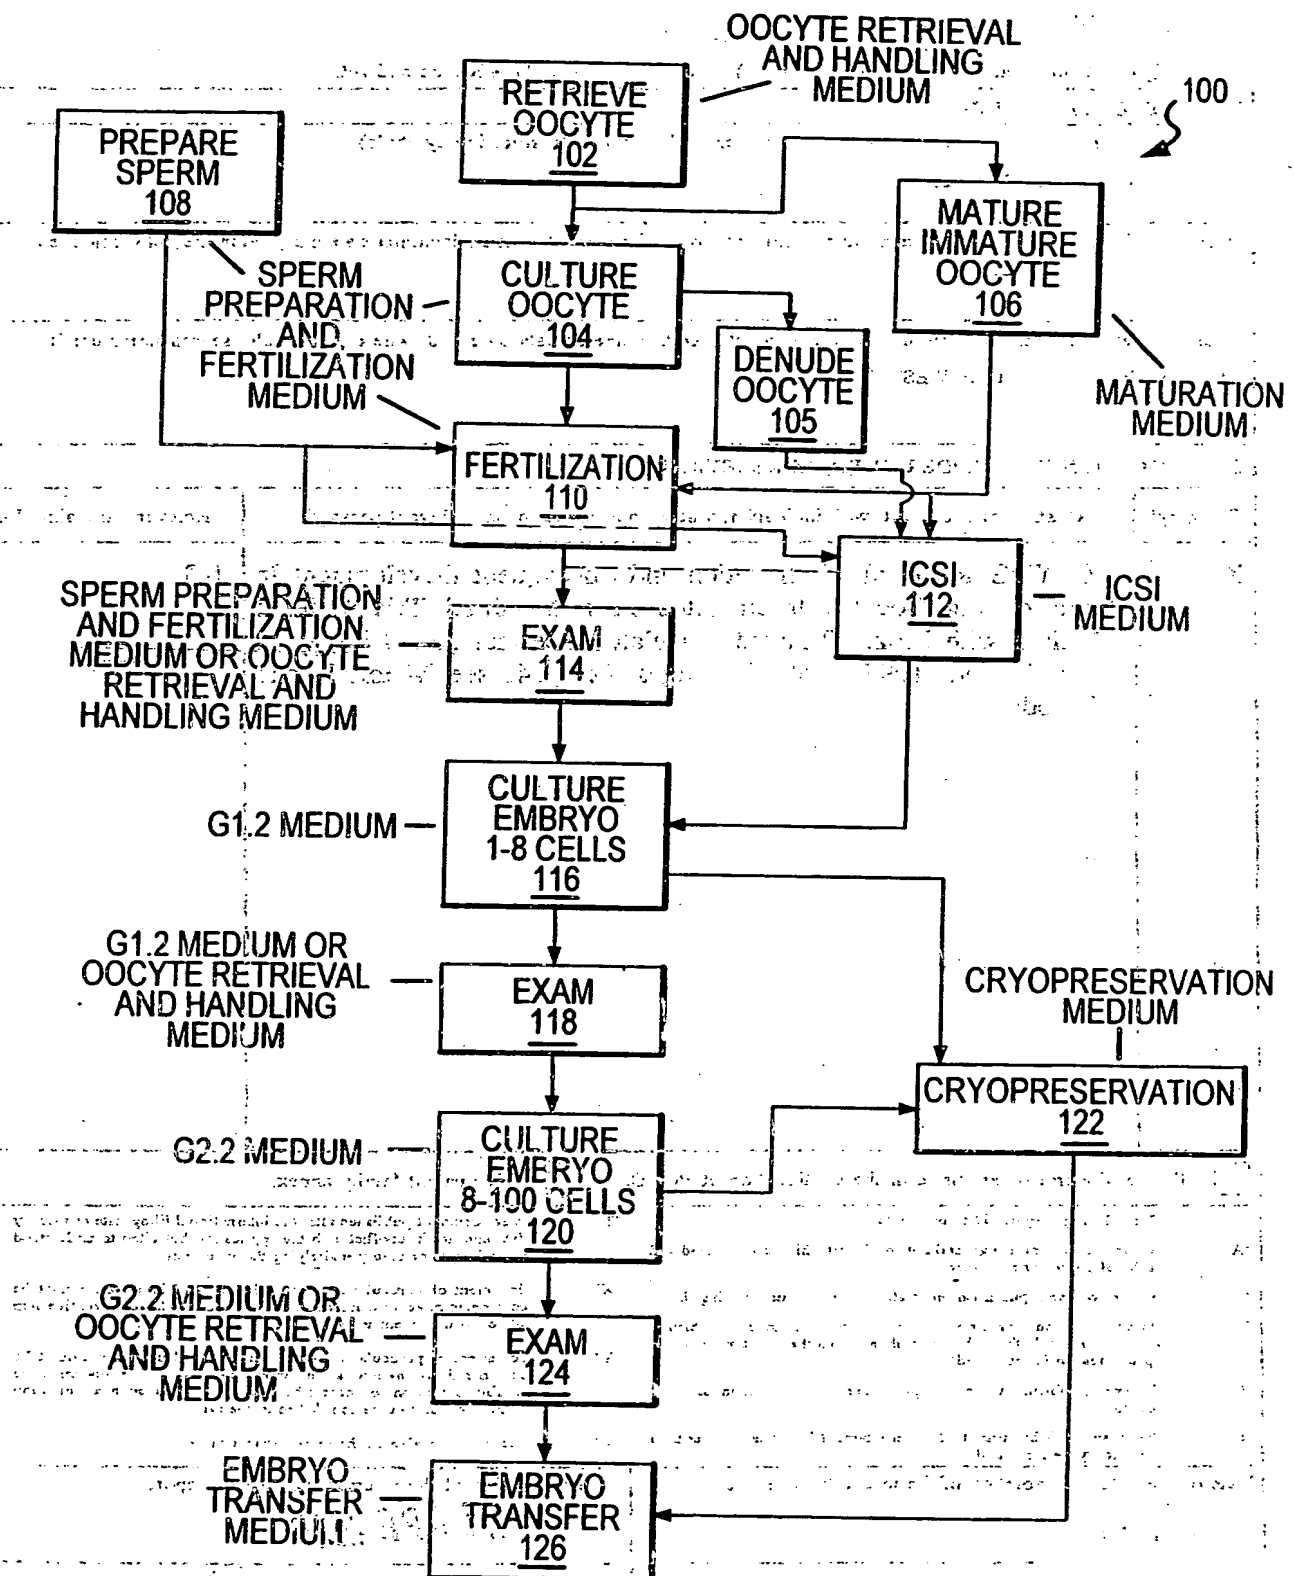 OOCYTE RETRIEVAL
AND HANDLING
MEDIUM
100
RETRIEVE
OOCYTE
102
PREPARE
SPERM
108
MATURE
IMMATURE
OOCYTE
106
SPERM
PREPARATION
AND
FERTILIZATION
MEDIUM
CULTURE
OOCYTE
104
DENUDE
OOCYTE
105
MATURATION
MEDIUM
FERTILIZATION
110
ICSI
112
ICSI
MEDIUM
SPERM PREPARATION
AND FERTILIZATION
MEDIUM OR OOCYTE
RETRIEVAL AND
HANDLING MEDIUM
EXAM
114
G1.2 MEDIUM
CULTURE
EMBRYO
1-8 CELLS
116
G1.2 MEDIUM OR
OOCYTE RETRIEVAL
AND HANDLING
MEDIUM
EXAM
118
CRYOPRESERVATION
MEDIUM
CRYOPRESERVATION
122
G2.2 MEDIUM
CULTURE
EMBRYO
8-100 CELLS
120
G2.2 MEDIUM OR
OOCYTE RETRIEVAL
AND HANDLING
MEDIUM
EXAM
124
EMBRYO
TRANSFER
MEDIUM
EMBRYO
TRANSFER
126